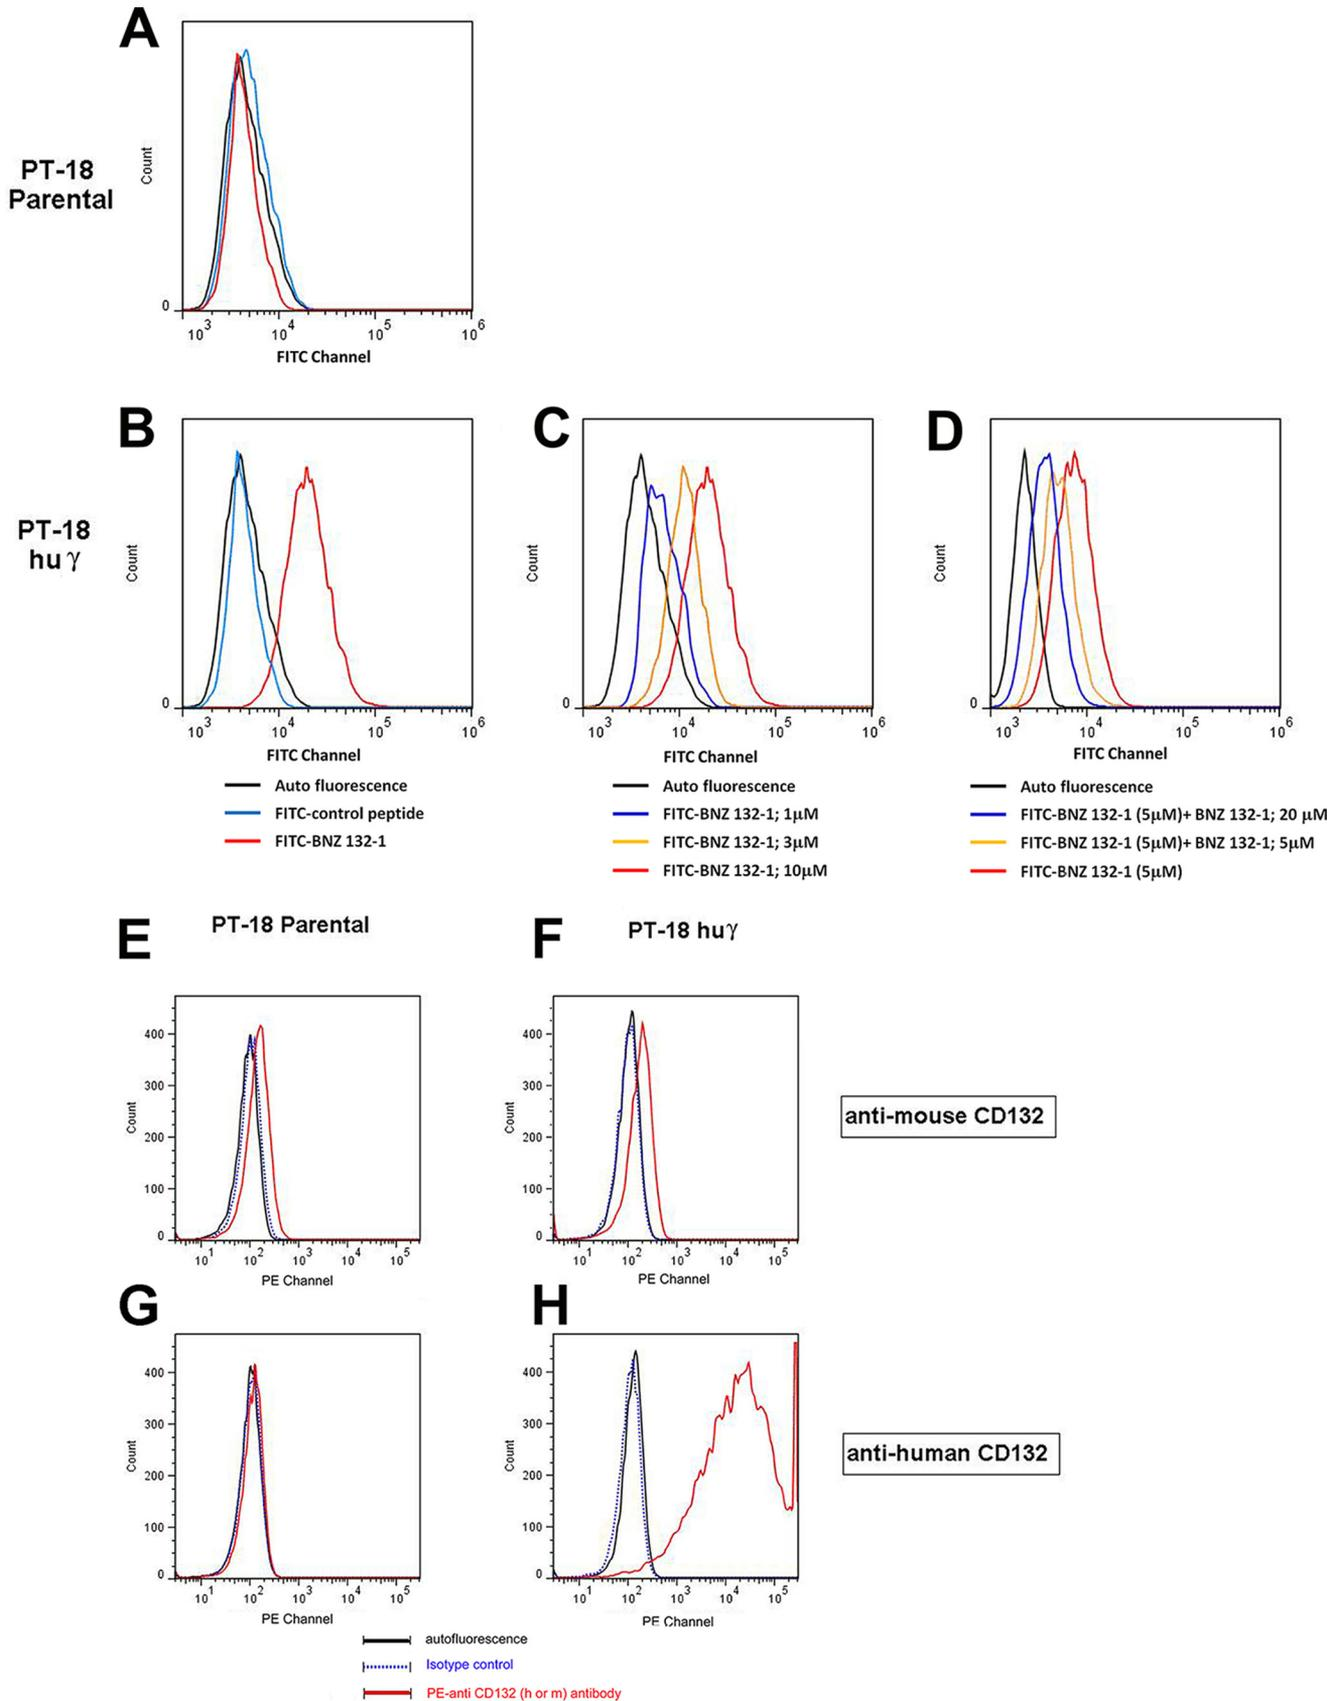 A
PT-18
Parental
Count
0
10^3 10^4 10^5 10^6
FITC Channel
B
C
D
PT-18
hu γ
Count
0
10^3 10^4 10^5 10^6
FITC Channel
Count
0
10^3 10^4 10^5 10^6
FITC Channel
Count
0
10^3 10^4 10^5 10^6
FITC Channel
Auto fluorescence
FITC-control peptide
FITC-BNZ 132-1
Auto fluorescence
FITC-BNZ 132-1; 1μM
FITC-BNZ 132-1; 3μM
FITC-BNZ 132-1; 10μM
Auto fluorescence
FITC-BNZ 132-1 (5μM)+ BNZ 132-1; 20 μM
FITC-BNZ 132-1 (5μM)+ BNZ 132-1; 5μM
FITC-BNZ 132-1 (5μM)
E
PT-18 Parental
F
PT-18 huγ
400
300
200
100
0
Count
10^1 10^2 10^3 10^4 10^5
PE Channel
400
300
200
100
0
Count
10^1 10^2 10^3 10^4 10^5
PE Channel
anti-mouse CD132
G
H
400
300
200
100
0
Count
10^1 10^2 10^3 10^4 10^5
PE Channel
400
300
200
100
0
Count
10^1 10^2 10^3 10^4 10^5
PE Channel
anti-human CD132
autofluorescence
Isotype control
PE-anti CD132 (h or m) antibody